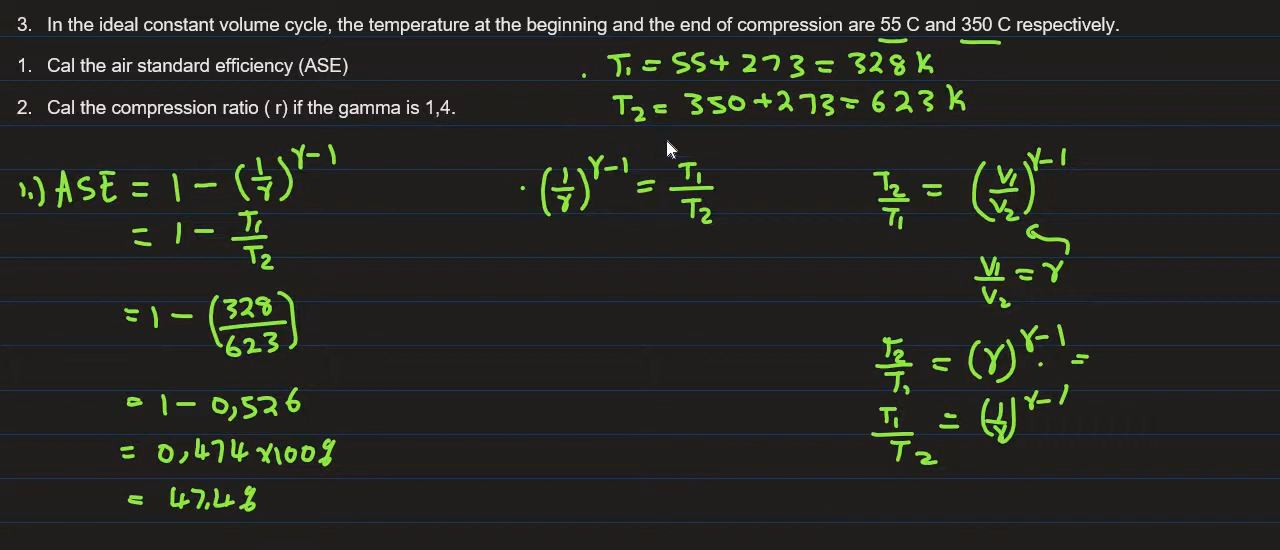 3. In the ideal constant volume cycle, the temperature at the beginning and the end of compression are 55 C and 350 C respectively.
1. Cal the air standard efficiency (ASE)
2. Cal the compression ratio ( r) if the gamma is 1,4.
. T₁ = 55 + 273 = 328 K
T₂ = 350 + 273 = 623 K
1.) ASE = 1 - (1/r)^γ-1
= 1 - T₁/T₂
= 1 - (328/623)
= 1 - 0,526
= 0,474 x100%
= 47,4%
. (1/r)^γ-1 = T₁/T₂
T₂/T₁ = (V₁/V₂)^γ-1
V₁/V₂ = r
T₂/T₁ = (r)^γ-1 . =
T₁/T₂ = (1/r)^γ-1